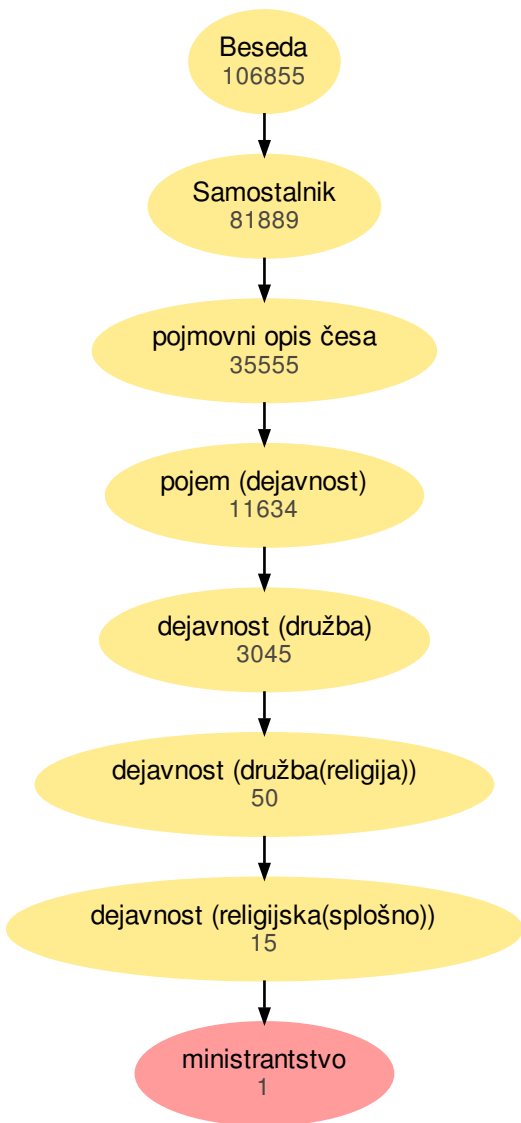 Beseda
106855
Samostalnik
81889
pojmovni opis česa
35555
pojem (dejavnost)
11634
dejavnost (družba)
3045
dejavnost (družba(religija))
50
dejavnost (religijska(splošno))
15
ministrantstvo
1